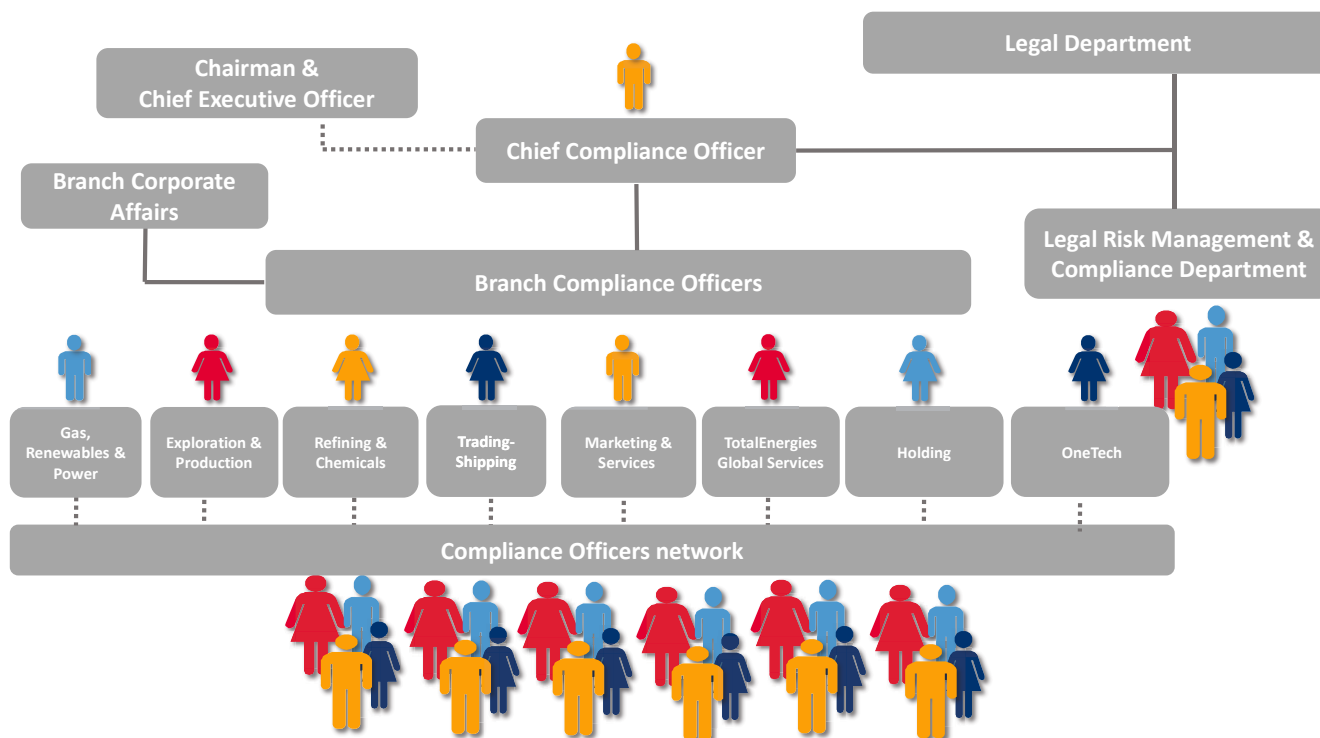 Legal Department
Chairman &
Chief Executive Officer
Chief Compliance Officer
Branch Corporate
Affairs
Legal Risk Management &
Compliance Department
Branch Compliance Officers
Gas,
Renewables &
Power
Exploration &
Production
Refining &
Chemicals
Trading-
Shipping
Marketing &
Services
TotalEnergies
Global Services
Holding
OneTech
Compliance Officers network